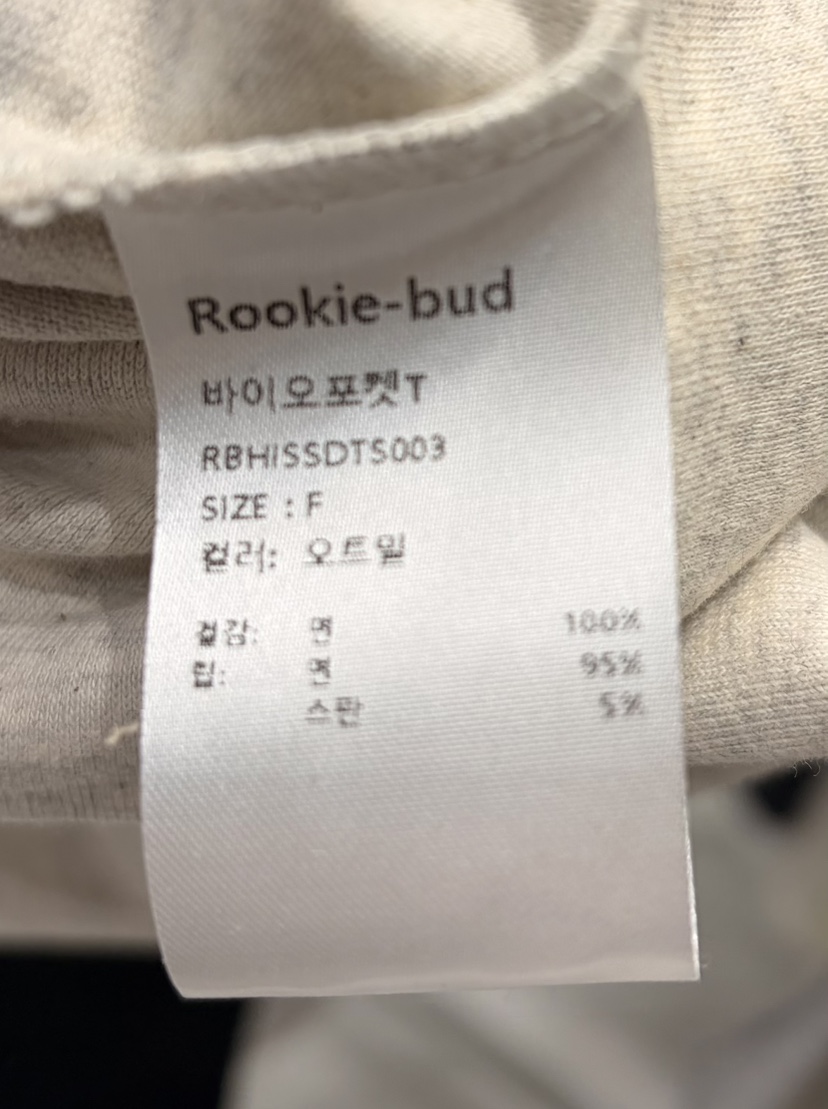 Rookie-bud
바이오포켓T
RBHISSDTS003
SIZE : F
컬러: 오트밀
겉감: 면 100%
립: 면 95%
스판 5%